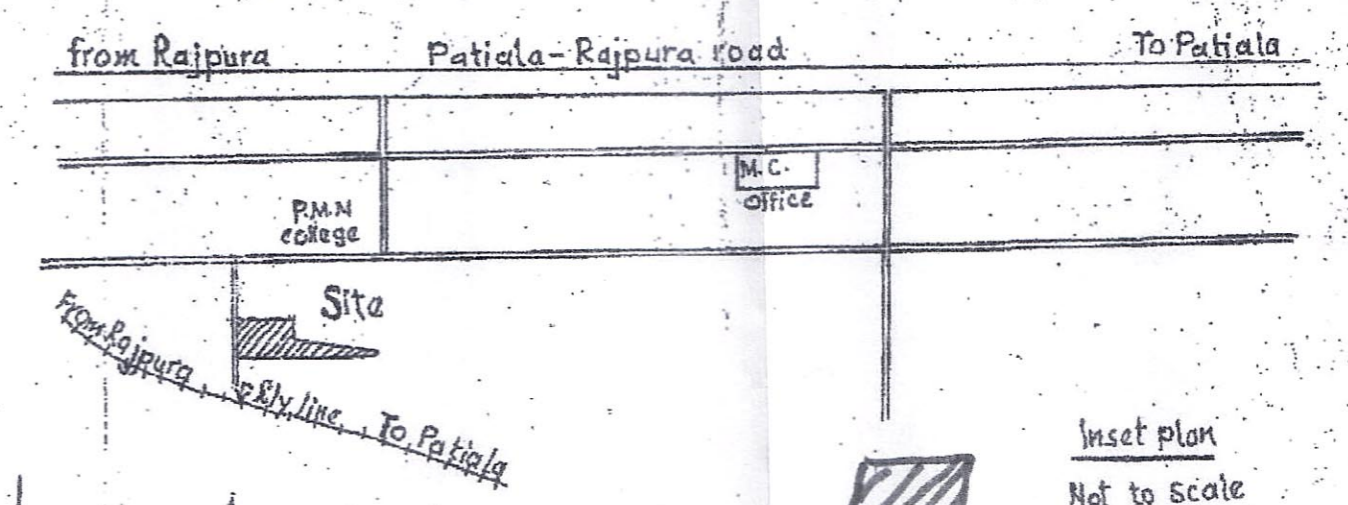 from Rajpura Patiala-Rajpura road To Patiala
M.C.
office
P.M.N
college
Site
From Rajpura Rly line To Patiala
Inset plan
Not to Scale